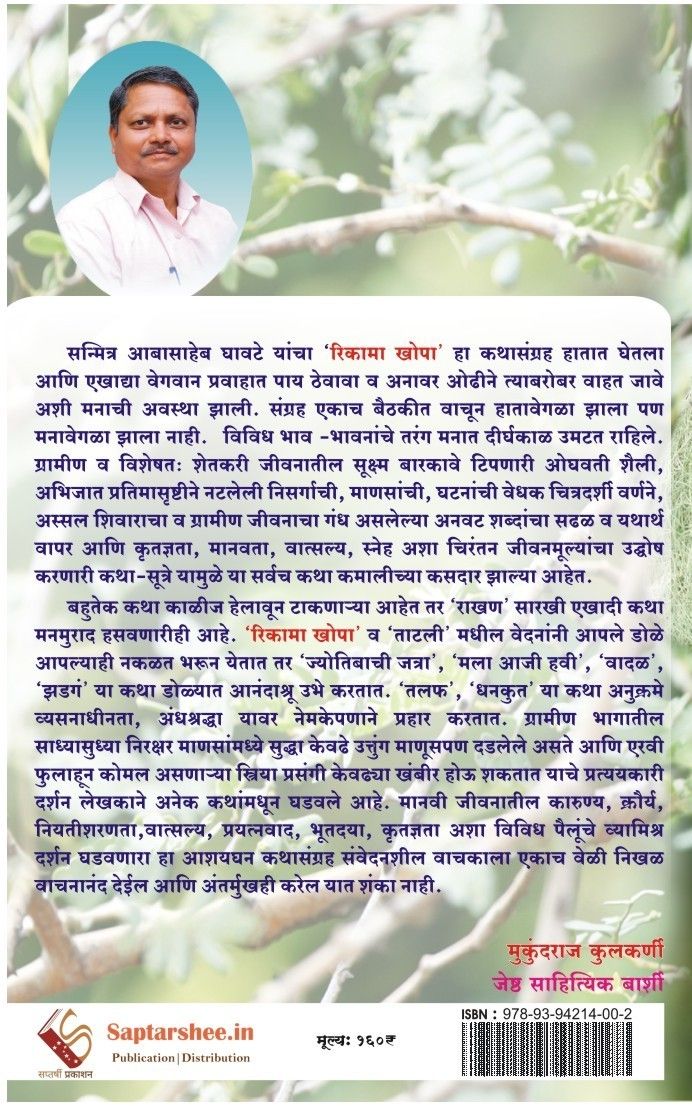 सन्मित्र आबासाहेब घावटे यांचा ‘रिकामा खोपा’ हा कथासंग्रह हातात घेतला
आणि एखाद्या वेगवान प्रवाहात पाय ठेवावा व अनावर ओढीने त्याबरोबर वाहत जावे
अशी मनाची अवस्था झाली. संग्रह एकाच बैठकीत वाचून हातावेगळा झाला पण
मनावेगळा झाला नाही. विविध भाव -भावनांचे तरंग मनात दीर्घकाळ उमटत राहिले.
ग्रामीण व विशेषतः शेतकरी जीवनातील सूक्ष्म बारकावे टिपणारी ओघवती शैली,
अभिजात प्रतिमासृष्टीने नटलेली निसर्गाची, माणसांची, घटनांची वेधक चित्रदर्शी वर्णने,
अस्सल शिवाराचा व ग्रामीण जीवनाचा गंध असलेल्या अनवट शब्दांचा सढळ व यथार्थ
वापर आणि कृतज्ञता, मानवता, वात्सल्य, स्नेह अशा चिरंतन जीवनमूल्यांचा उद्घोष
करणारी कथा-सूत्रे यामुळे या सर्वच कथा कमालीच्या कसदार झाल्या आहेत.
बहुतेक कथा काळीज हेलावून टाकणाऱ्या आहेत तर ‘राखण’ सारखी एखादी कथा
मनमुराद हसवणारीही आहे. ‘रिकामा खोपा’ व ‘ताटली’ मधील वेदनांनी आपले डोळे
आपल्याही नकळत भरून येतात तर ‘ज्योतिबाची जत्रा’, ‘मला आजी हवी’, ‘वादळ’,
‘झडगं’ या कथा डोळ्यात आनंदाश्रू उभे करतात. ‘तलफ’, ‘धनकुत’ या कथा अनुक्रमे
व्यसनाधीनता, अंधश्रद्धा यावर नेमकेपणाने प्रहार करतात. ग्रामीण भागातील
साध्यासुध्या निरक्षर माणसांमध्ये सुद्धा केवढे उत्तुंग माणूसपण दडलेले असते आणि एरवी
फुलाहून कोमल असणाऱ्या स्त्रिया प्रसंगी केवढ्या खंबीर होऊ शकतात याचे प्रत्ययकारी
दर्शन लेखकाने अनेक कथांमधून घडवले आहे. मानवी जीवनातील कारुण्य, क्रौर्य,
नियतीशरणता,वात्सल्य, प्रयत्नवाद, भूतदया, कृतज्ञता अशा विविध पैलूंचे व्यामिश्र
दर्शन घडवणारा हा आशयघन कथासंग्रह संवेदनशील वाचकाला एकाच वेळी निखळ
वाचनानंद देईल आणि अंतर्मुखही करेल यात शंका नाही.
मुकुंदराज कुलकर्णी
जेष्ठ साहित्यिक बार्शी
सप्तर्षी प्रकाशन
Saptarshee.in
Publication|Distribution
मूल्य: १६०₹
ISBN : 978-93-94214-00-2